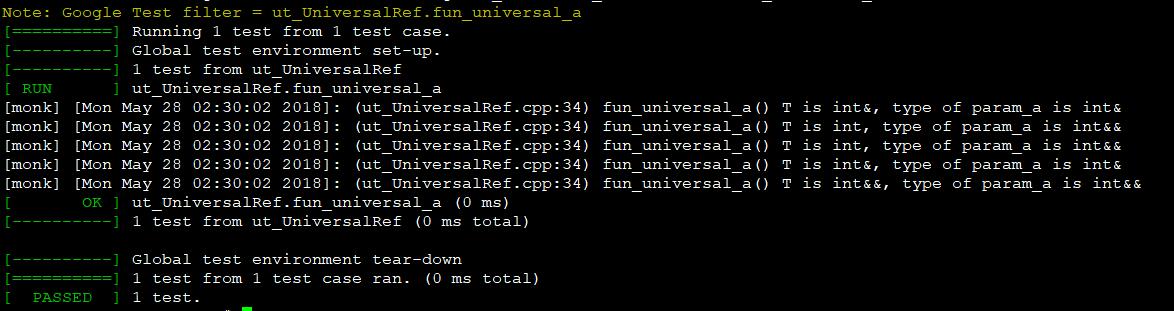 Note: Google Test filter = ut_UniversalRef.fun_universal_a
[==========] Running 1 test from 1 test case.
[----------] Global test environment set-up.
[----------] 1 test from ut_UniversalRef
[ RUN      ] ut_UniversalRef.fun_universal_a
[monk] [Mon May 28 02:30:02 2018]: (ut_UniversalRef.cpp:34) fun_universal_a() T is int&, type of param_a is int&
[monk] [Mon May 28 02:30:02 2018]: (ut_UniversalRef.cpp:34) fun_universal_a() T is int, type of param_a is int&&
[monk] [Mon May 28 02:30:02 2018]: (ut_UniversalRef.cpp:34) fun_universal_a() T is int, type of param_a is int&&
[monk] [Mon May 28 02:30:02 2018]: (ut_UniversalRef.cpp:34) fun_universal_a() T is int&, type of param_a is int&
[monk] [Mon May 28 02:30:02 2018]: (ut_UniversalRef.cpp:34) fun_universal_a() T is int&&, type of param_a is int&&
[       OK ] ut_UniversalRef.fun_universal_a (0 ms)
[----------] 1 test from ut_UniversalRef (0 ms total)
[----------] Global test environment tear-down
[==========] 1 test from 1 test case ran. (0 ms total)
[  PASSED  ] 1 test.